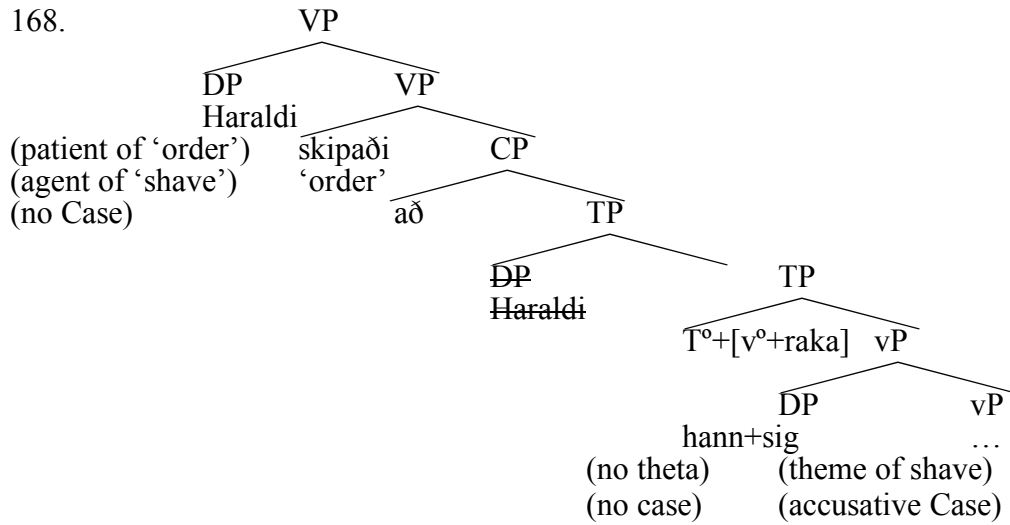 168. VP
DP VP
Haraldi
(patient of ‘order’) skipaði CP
(agent of ‘shave’) ‘order’
(no Case) að TP
DP TP
Haraldi
Tº+[vº+raka] vP
DP vP
hann+sig …
(no theta) (theme of shave)
(no case) (accusative Case)